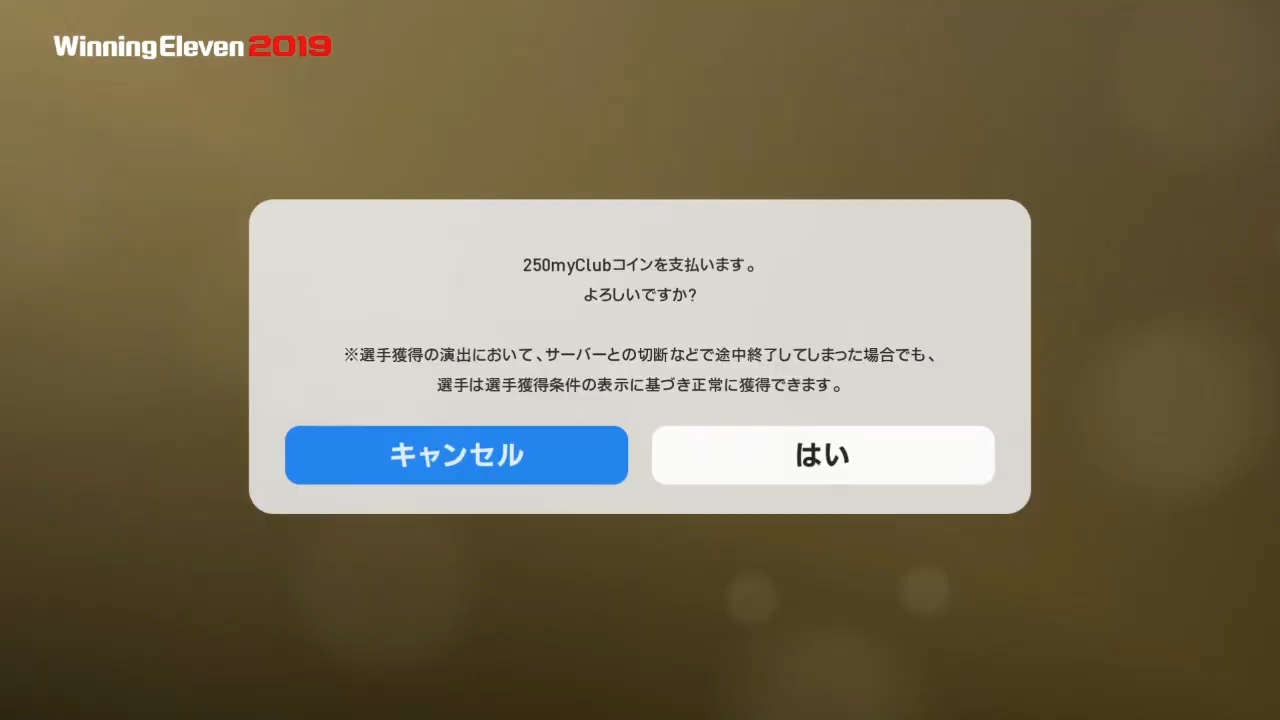 WinningEleven 2019
250myClubコインを支払います。
よろしいですか?
※選手獲得の演出において、サーバーとの切断などで途中終了してしまった場合でも、
選手は選手獲得条件の表示に基づき正常に獲得できます。
キャンセル
はい